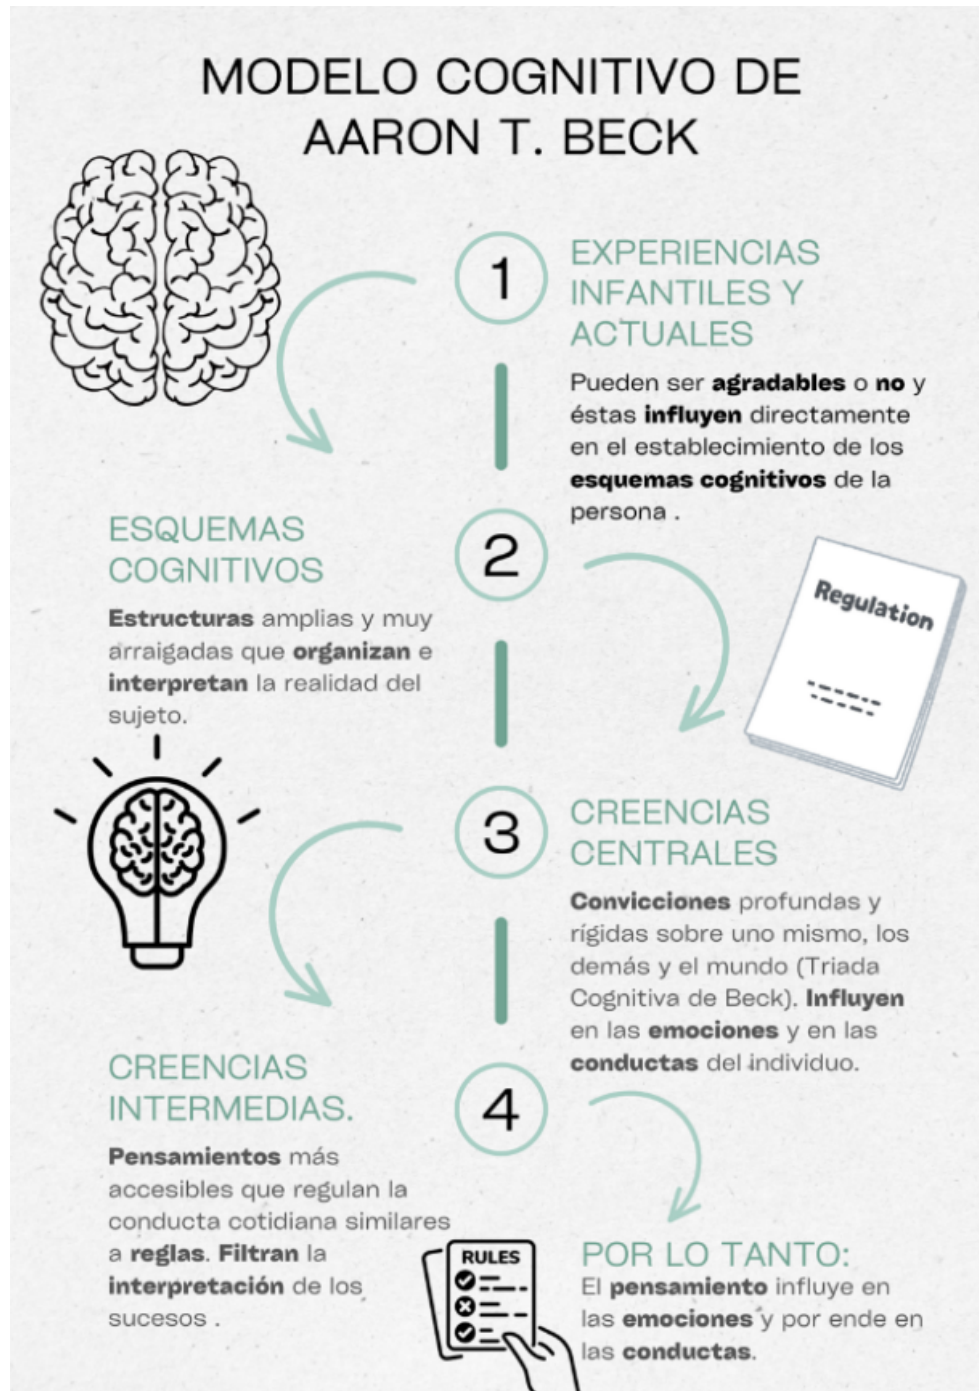 MODELO COGNITIVO DE
AARON T. BECK
1
EXPERIENCIAS
INFANTILES Y
ACTUALES
Pueden ser agradables o no y
éstas influyen directamente
en el establecimiento de los
esquemas cognitivos de la
persona .
2
ESQUEMAS
COGNITIVOS
Estructuras amplias y muy
arraigadas que organizan e
interpretan la realidad del
sujeto.
Regulation
3
CREENCIAS
CENTRALES
Convicciones profundas y
rígidas sobre uno mismo, los
demás y el mundo (Triada
Cognitiva de Beck). Influyen
en las emociones y en las
conductas del individuo.
4
CREENCIAS
INTERMEDIAS.
Pensamientos más
accesibles que regulan la
conducta cotidiana similares
a reglas. Filtran la
interpretación de los
sucesos .
RULES
POR LO TANTO:
El pensamiento influye en
las emociones y por ende en
las conductas.